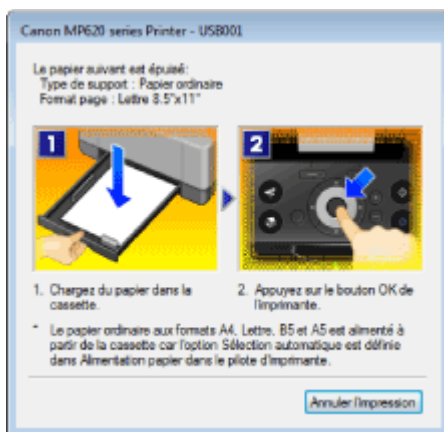 Canon MP620 series Printer - USB001
Le papier suivant est épuisé:
Type de support : Papier ordinaire
Format page : Lettre 8.5"x11"
1
2
1. Chargez du papier dans la
cassette.
2. Appuyez sur le bouton OK de
l'imprimante.
* Le papier ordinaire aux formats A4, Lettre, B5 et A5 est alimenté à
partir de la cassette car l'option Sélection automatique est définie
dans Alimentation papier dans le pilote d'imprimante.
Annuler l'impression